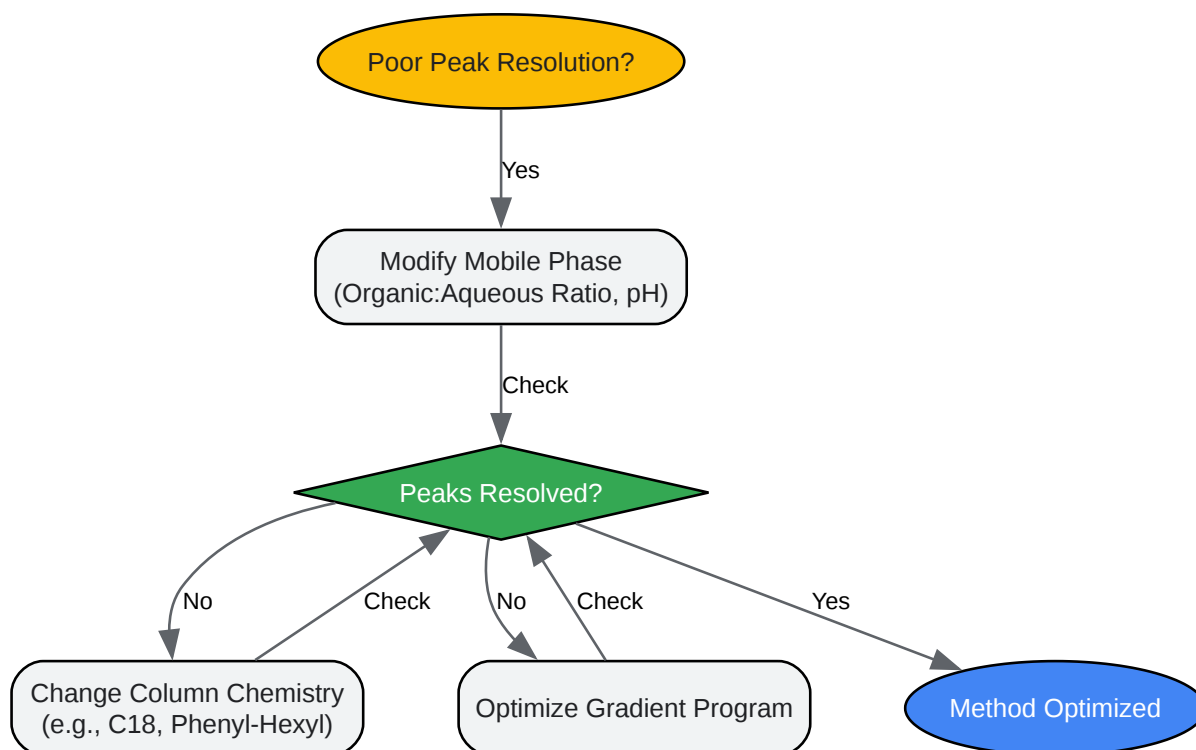 Poor Peak Resolution?
Yes
Modify Mobile Phase
(Organic:Aqueous Ratio, pH)
Check
Peaks Resolved?
No
Check
No
Check
Yes
Change Column Chemistry
(e.g., C18, Phenyl-Hexyl)
Optimize Gradient Program
Method Optimized